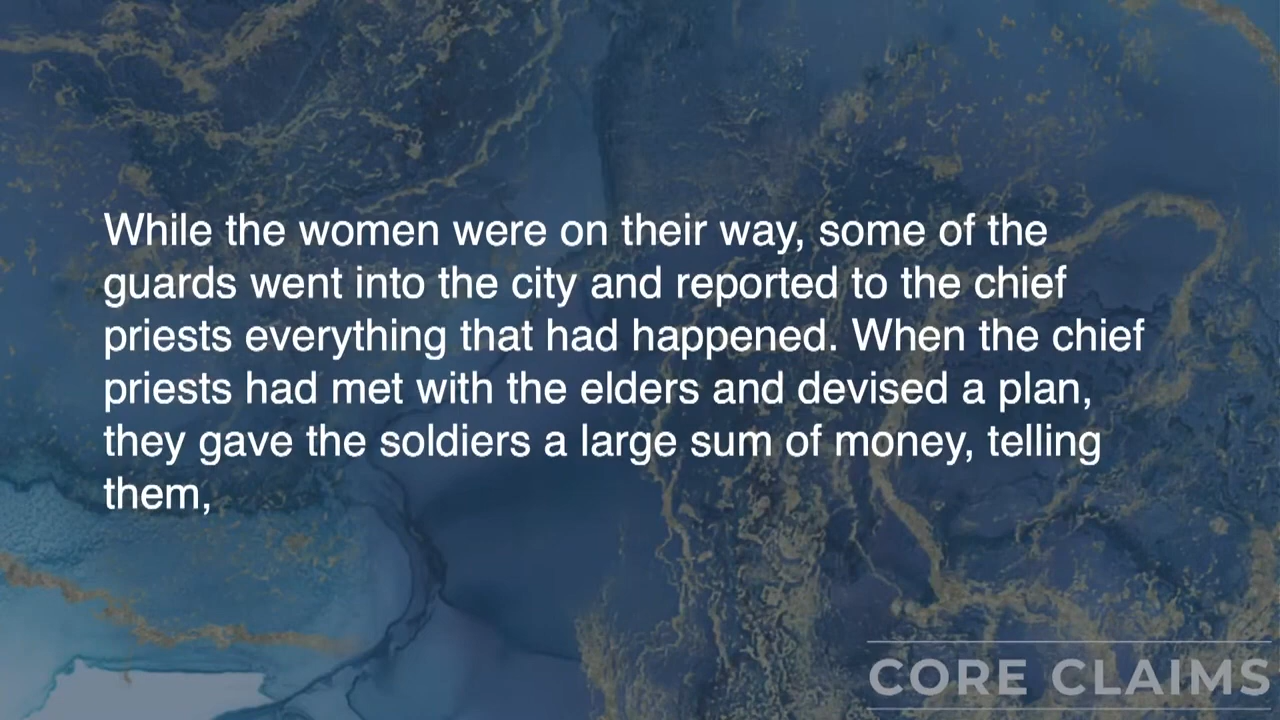 While the women were on their way, some of the
guards went into the city and reported to the chief
priests everything that had happened. When the chief
priests had met with the elders and devised a plan,
they gave the soldiers a large sum of money, telling
them,
CORE CLAIMS